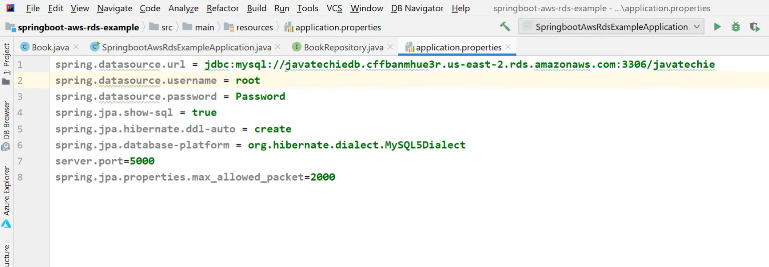 File Edit View Navigate Code Analyze Refactor Build Run Tools VCS Window DB Navigator Help springboot-aws-rds-example - ...\application.properties
springboot-aws-rds-example src main resources application.properties SpringbootAwsRdsExampleApplication
Book.java SpringbootAwsRdsExampleApplication.java BookRepository.java application.properties
1: Project
DB Browser
Azure Explorer
ucture
1 spring.datasource.url = jdbc:mysql://javatechiedb.cffbanmhue3r.us-east-2.rds.amazonaws.com:3306/javatechie
2 spring.datasource.username = root
3 spring.datasource.password = Password
4 spring.jpa.show-sql = true
5 spring.jpa.hibernate.ddl-auto = create
6 spring.jpa.database-platform = org.hibernate.dialect.MySQL5Dialect
7 server.port=5000
8 spring.jpa.properties.max_allowed_packet=2000